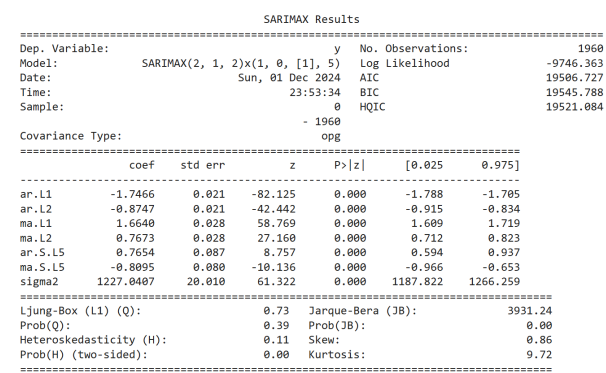 SARIMAX Results
==============================================================================================
Dep. Variable: y No. Observations: 1960
Model: SARIMAX(2, 1, 2)x(1, 0, [1], 5) Log Likelihood -9746.363
Date: Sun, 01 Dec 2024 AIC 19506.727
Time: 23:53:34 BIC 19545.788
Sample: 0 HQIC 19521.084
- 1960
Covariance Type: opg
==============================================================================
coef std err z P>|z| [0.025 0.975]
------------------------------------------------------------------------------
ar.L1 -1.7466 0.021 -82.125 0.000 -1.788 -1.705
ar.L2 -0.8747 0.021 -42.442 0.000 -0.915 -0.834
ma.L1 1.6640 0.028 58.769 0.000 1.609 1.719
ma.L2 0.7673 0.028 27.160 0.000 0.712 0.823
ar.S.L5 0.7654 0.087 8.757 0.000 0.594 0.937
ma.S.L5 -0.8095 0.080 -10.136 0.000 -0.966 -0.653
sigma2 1227.0407 20.010 61.322 0.000 1187.822 1266.259
===================================================================================
Ljung-Box (L1) (Q): 0.73 Jarque-Bera (JB): 3931.24
Prob(Q): 0.39 Prob(JB): 0.00
Heteroskedasticity (H): 0.11 Skew: 0.86
Prob(H) (two-sided): 0.00 Kurtosis: 9.72
===================================================================================